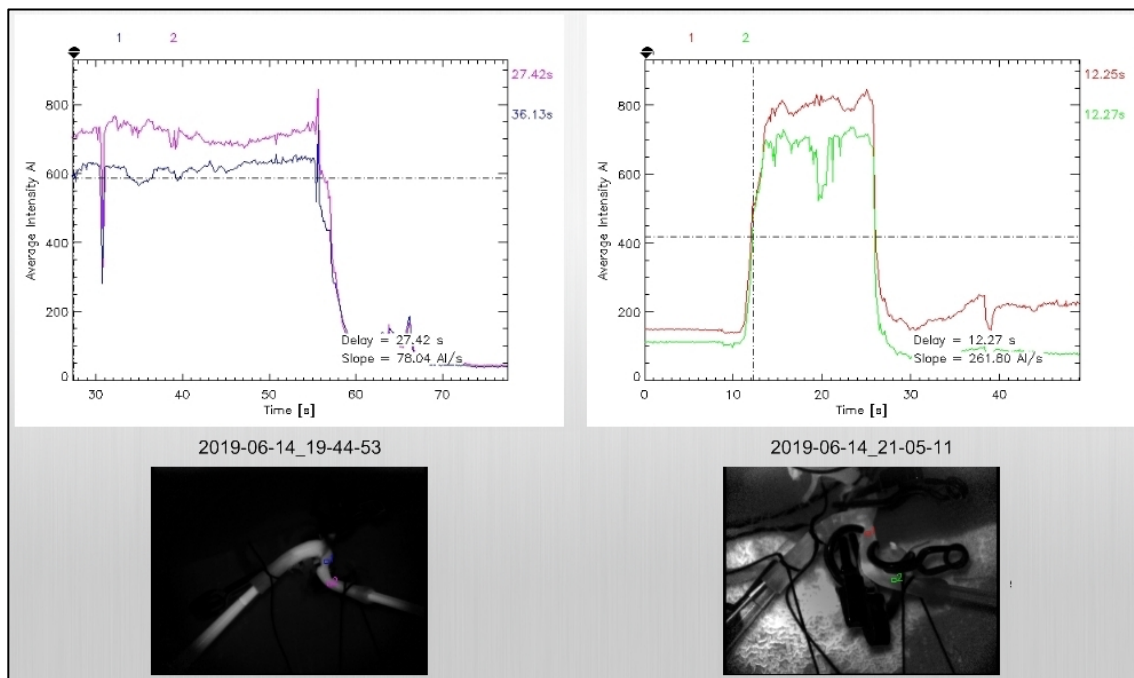 1 2
27.42s
36.13s
800
600
400
200
0
Average Intensity AI
Delay = 27.42 s
Slope = 78.04 AI/s
30 40 50 60 70
Time [s]
2019-06-14_19-44-53
1 2
12.25s
12.27s
800
600
400
200
0
Average Intensity AI
Delay = 12.27 s
Slope = 261.80 AI/s
0 10 20 30 40
Time [s]
2019-06-14_21-05-11
2
2